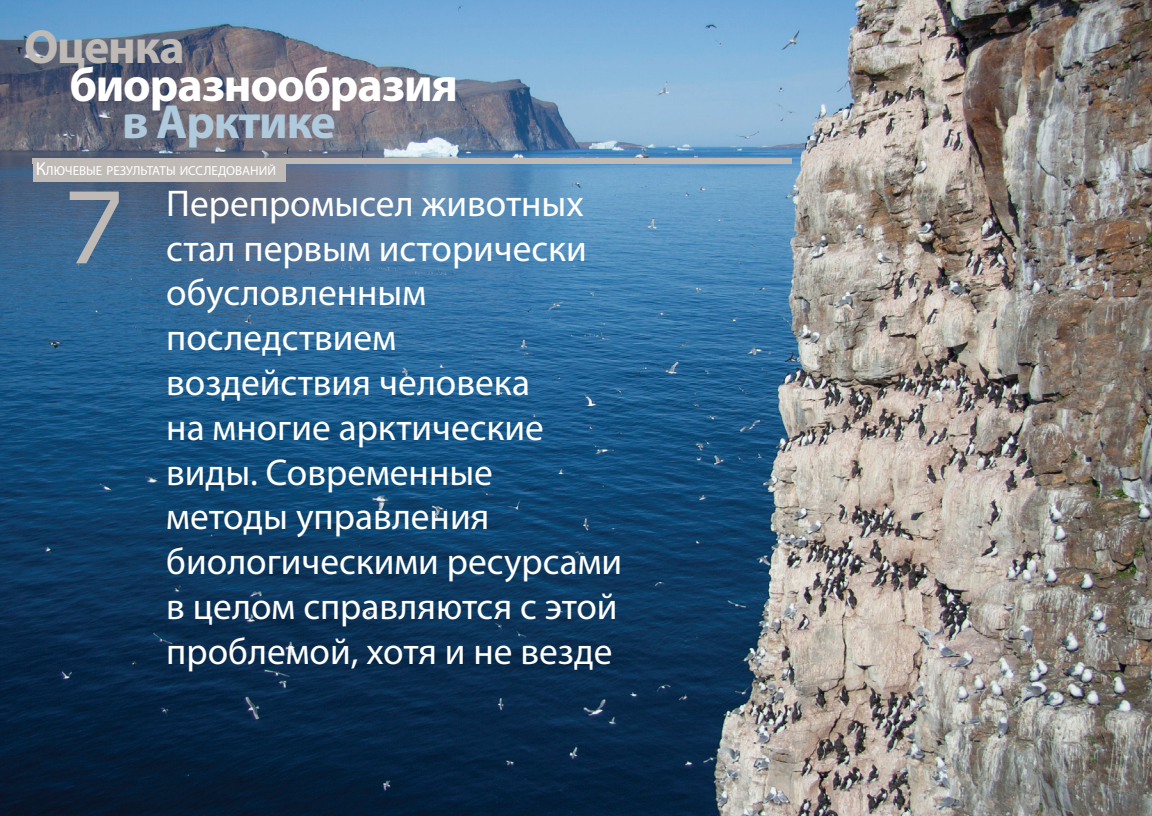 Оценка
биоразнообразия
в Арктике
Ключевые результаты исследований
7
Перепромысел животных
стал первым исторически
обусловленным
последствием
воздействия человека
на многие арктические
виды. Современные
методы управления
биологическими ресурсами
в целом справляются с этой
проблемой, хотя и не везде